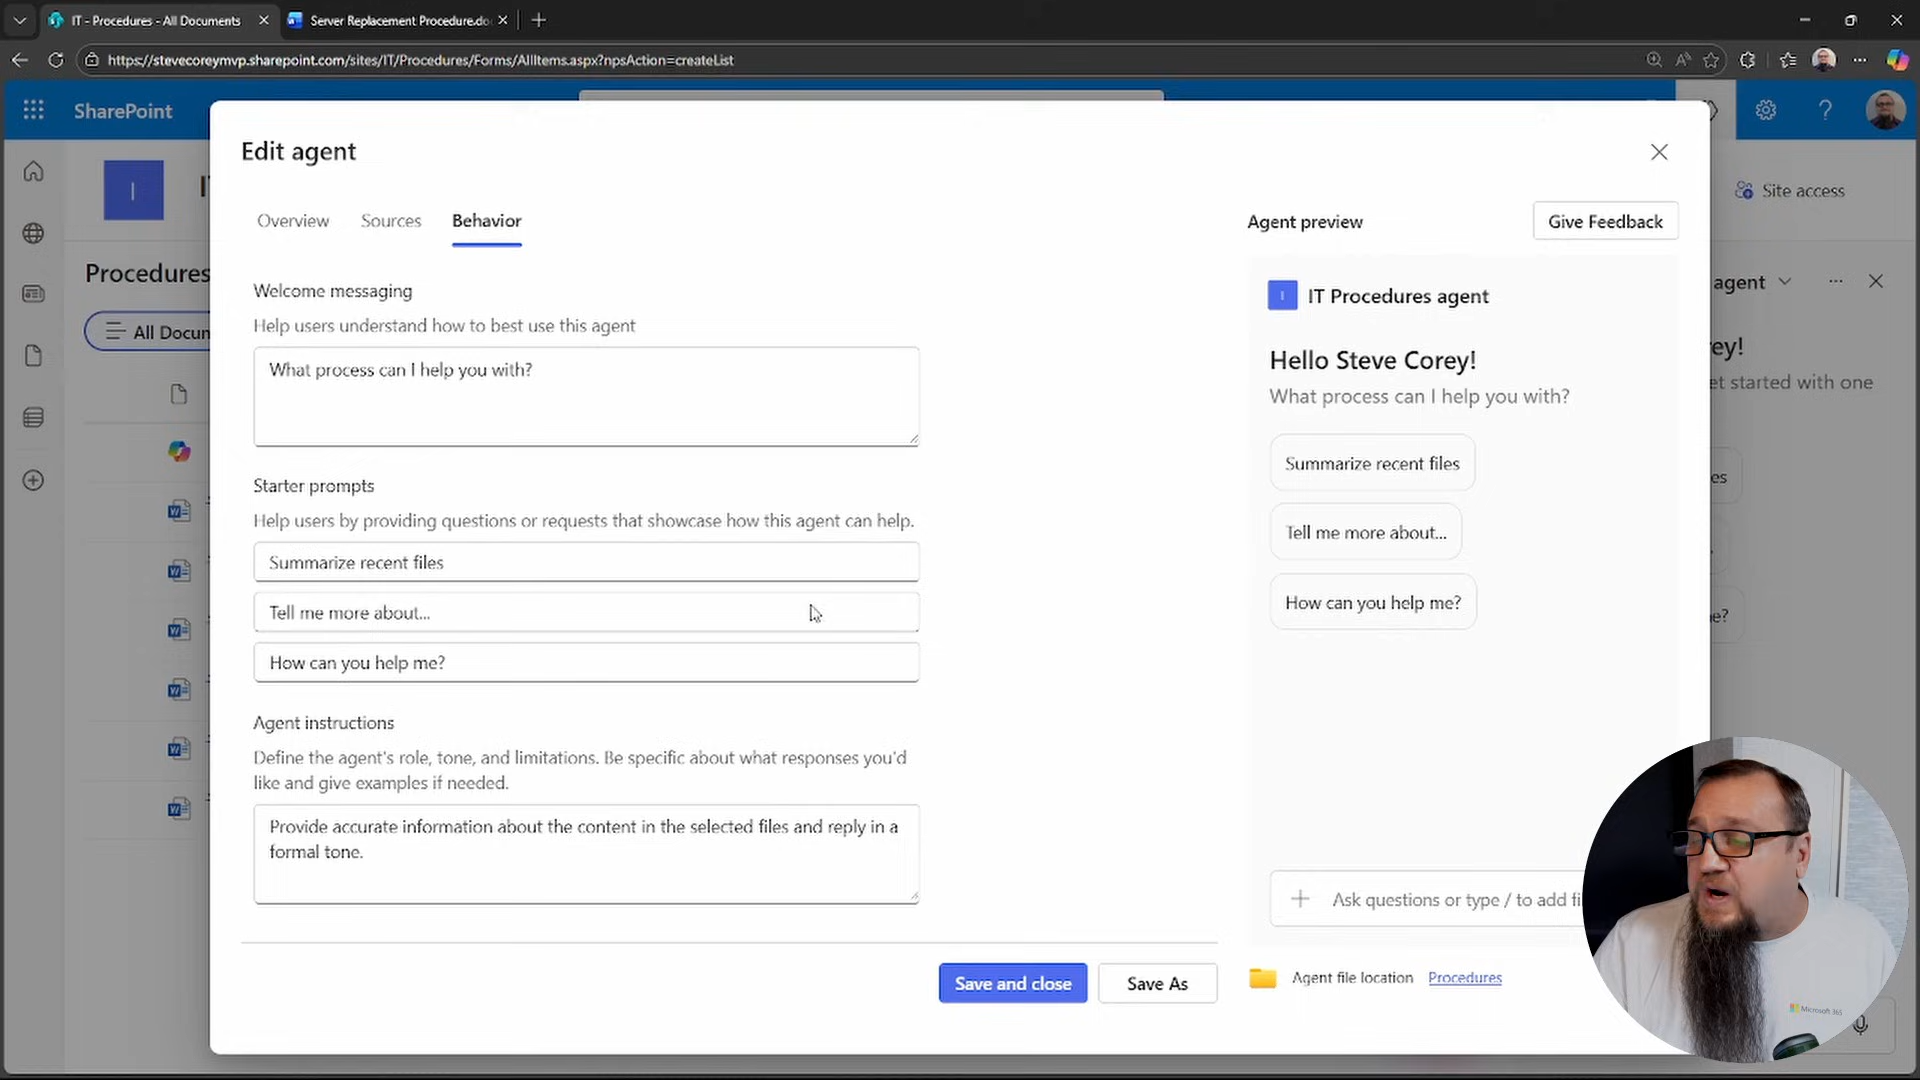 IT - Procedures - All Documents
Server Replacement Procedure.do
https://stevecoreymvp.sharepoint.com/sites/IT/Procedures/Forms/AllItems.aspx?npsAction=createList
SharePoint
I
Site access
Procedures
All Docum
agent
ey!
et started with one
es
e?
Edit agent
Overview
Sources
Behavior
Welcome messaging
Help users understand how to best use this agent
What process can I help you with?
Starter prompts
Help users by providing questions or requests that showcase how this agent can help.
Summarize recent files
Tell me more about...
How can you help me?
Agent instructions
Define the agent's role, tone, and limitations. Be specific about what responses you'd
like and give examples if needed.
Provide accurate information about the content in the selected files and reply in a
formal tone.
Save and close
Save As
Agent preview
Give Feedback
I
IT Procedures agent
Hello Steve Corey!
What process can I help you with?
Summarize recent files
Tell me more about...
How can you help me?
Ask questions or type / to add fi
Agent file location Procedures
Microsoft 365